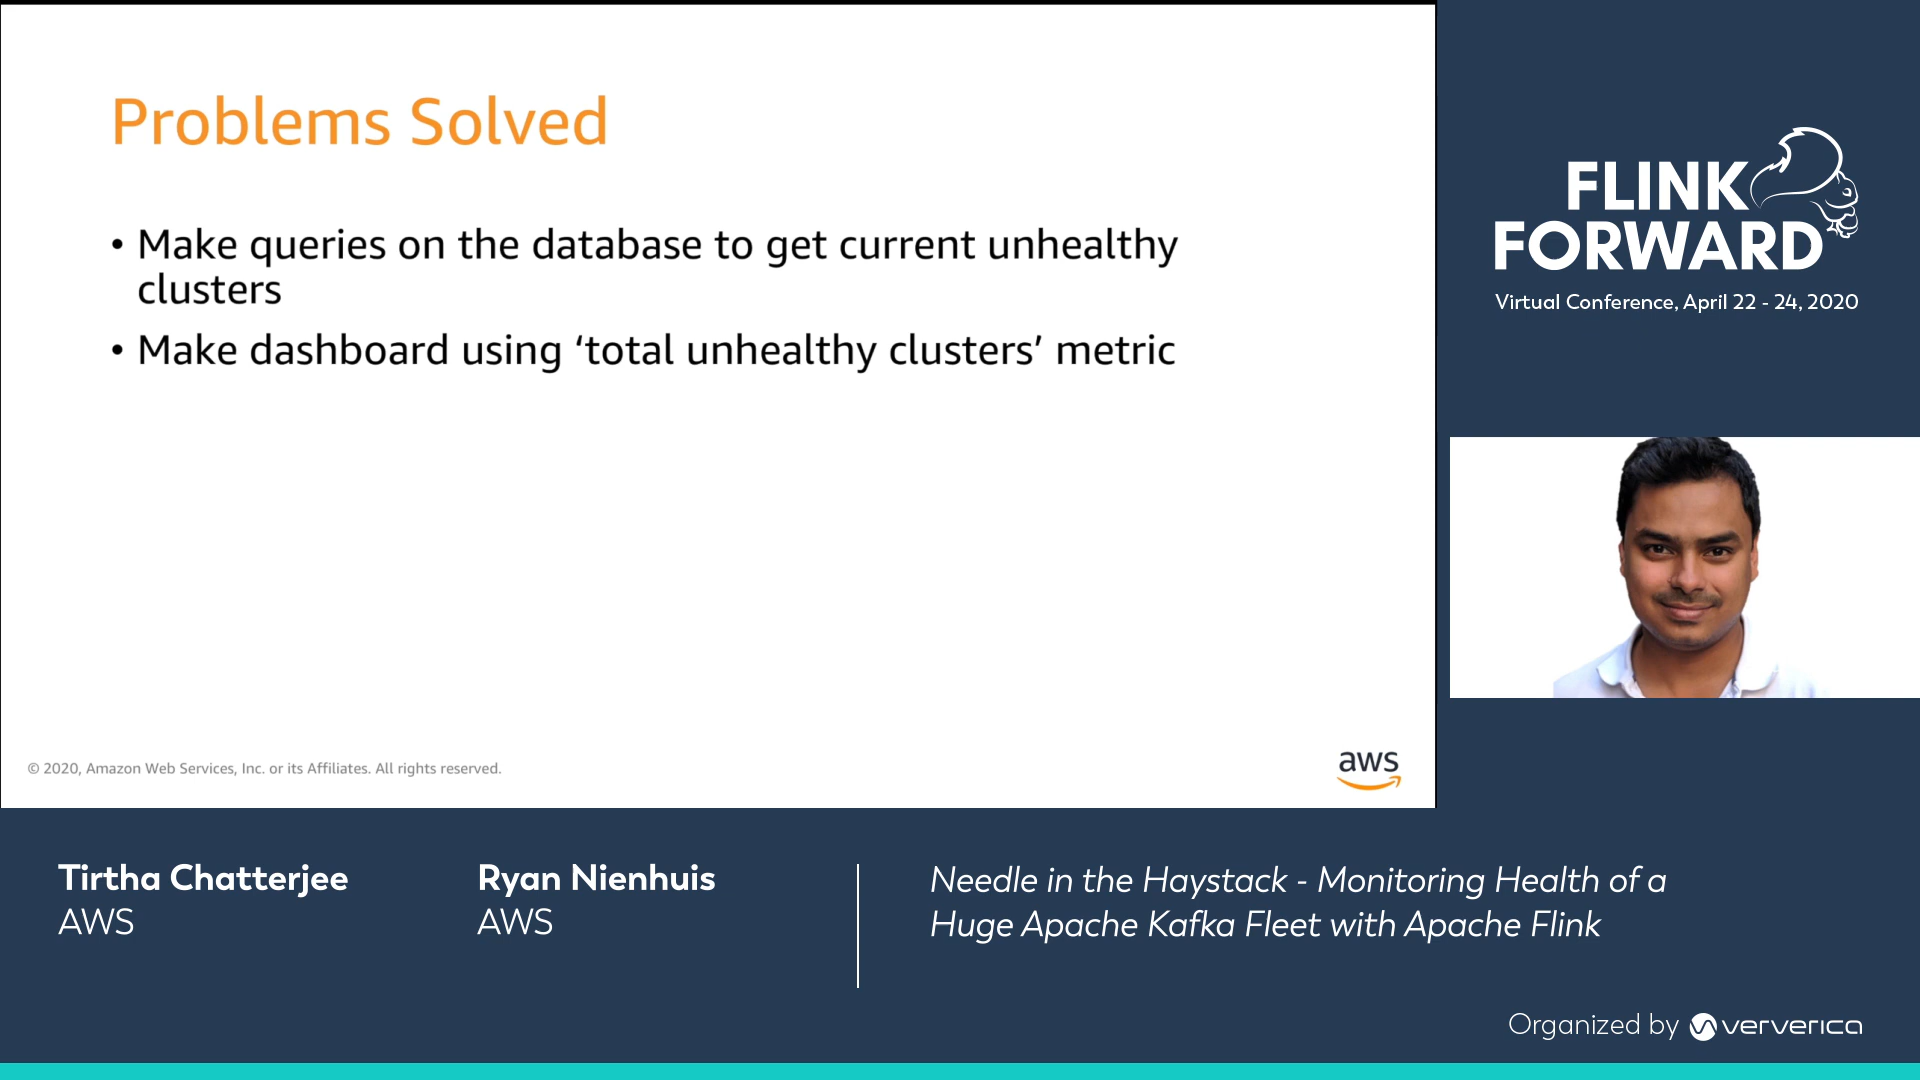 Problems Solved
• Make queries on the database to get current unhealthy
clusters
• Make dashboard using ‘total unhealthy clusters’ metric
© 2020, Amazon Web Services, Inc. or its Affiliates. All rights reserved.
aws
FLINK
FORWARD
Virtual Conference, April 22 - 24, 2020
Tirtha Chatterjee
AWS
Ryan Nienhuis
AWS
Needle in the Haystack - Monitoring Health of a
Huge Apache Kafka Fleet with Apache Flink
Organized by ververica